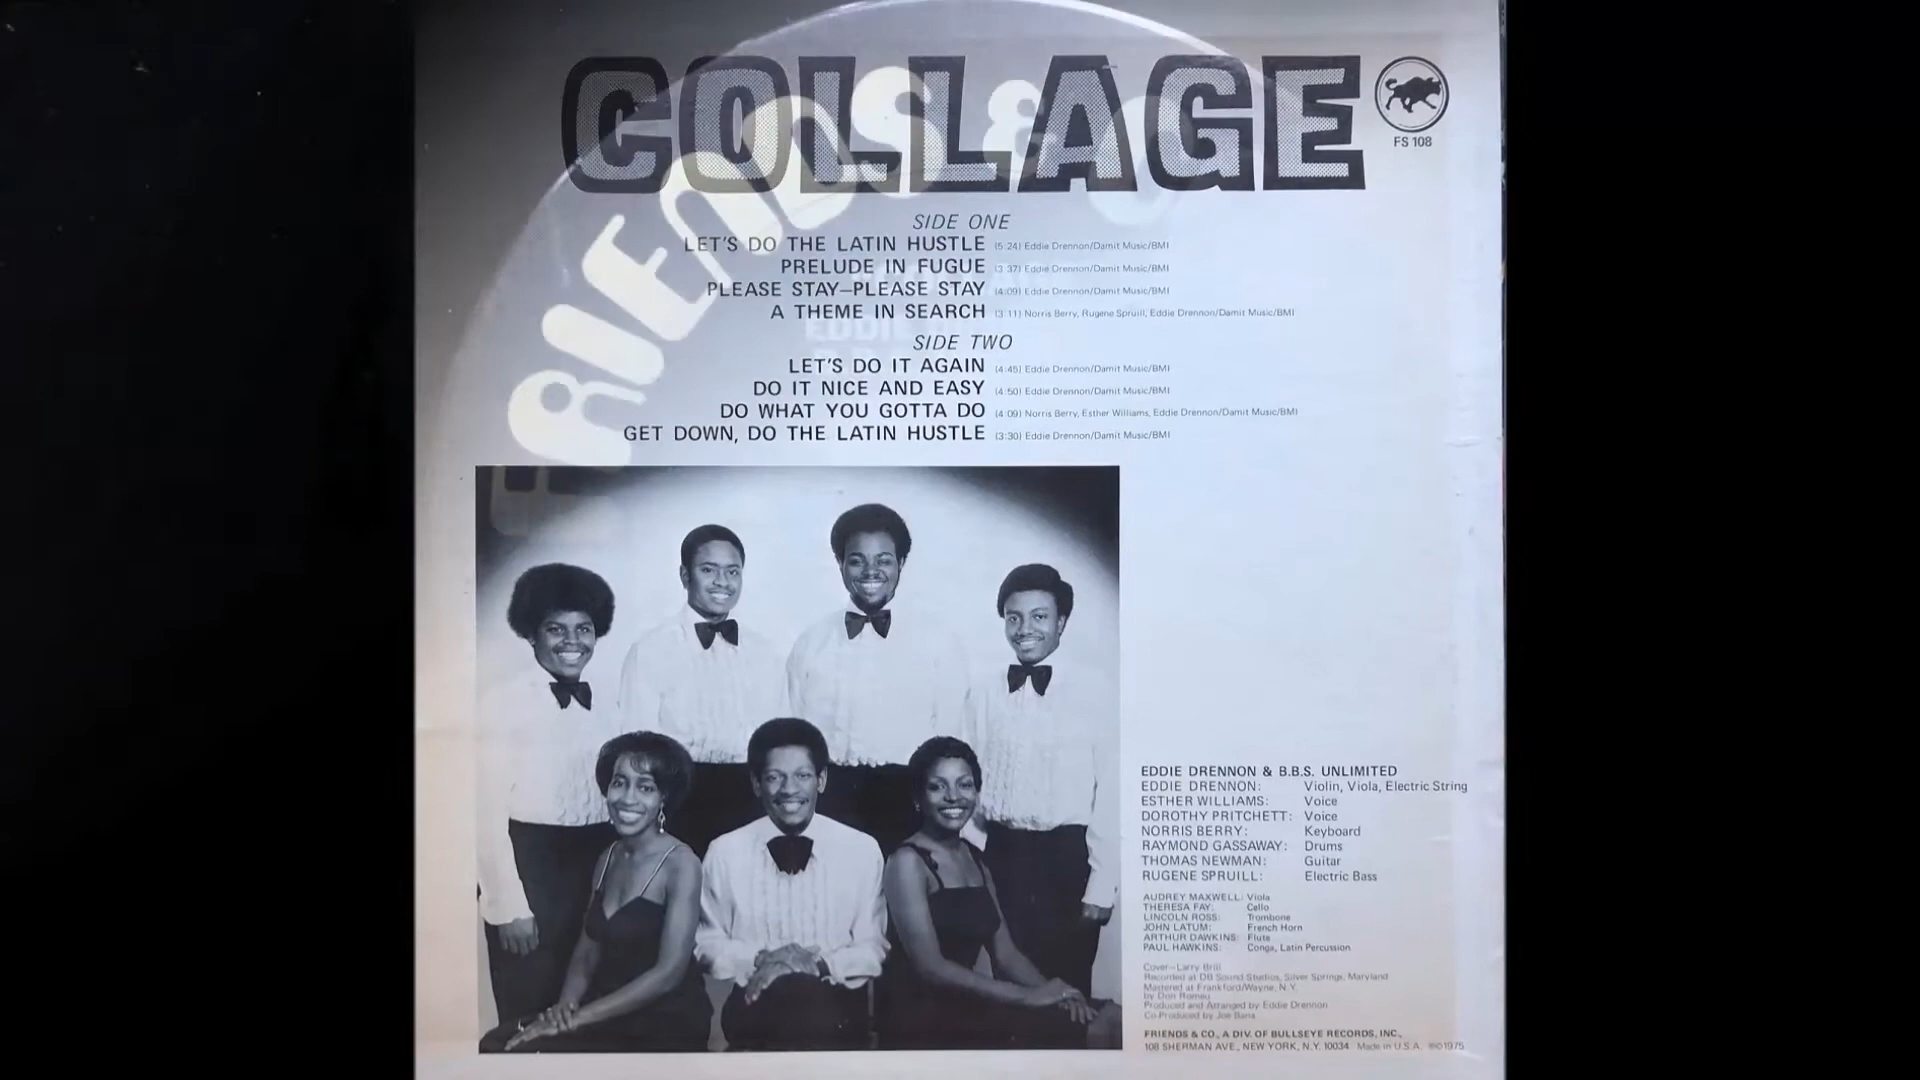 COLLAGE
FS 108
RIENDS & C
SIDE ONE
LET'S DO THE LATIN HUSTLE (5:24) Eddie Drennon/Damit Music/BMI
PRELUDE IN FUGUE (3:37) Eddie Drennon/Damit Music/BMI
PLEASE STAY—PLEASE STAY (4:09) Eddie Drennon/Damit Music/BMI
A THEME IN SEARCH (3:11) Norris Berry, Rugene Spruill, Eddie Drennon/Damit Music/BMI
EDDIE
SIDE TWO
LET'S DO IT AGAIN (4:45) Eddie Drennon/Damit Music/BMI
DO IT NICE AND EASY (4:50) Eddie Drennon/Damit Music/BMI
DO WHAT YOU GOTTA DO (4:09) Norris Berry, Esther Williams, Eddie Drennon/Damit Music/BMI
GET DOWN, DO THE LATIN HUSTLE (3:30) Eddie Drennon/Damit Music/BMI
EDDIE DRENNON & B.B.S. UNLIMITED
EDDIE DRENNON: Violin, Viola, Electric String
ESTHER WILLIAMS: Voice
DOROTHY PRITCHETT: Voice
NORRIS BERRY: Keyboard
RAYMOND GASSAWAY: Drums
THOMAS NEWMAN: Guitar
RUGENE SPRUILL: Electric Bass
AUDREY MAXWELL: Viola
THERESA FAY: Cello
LINCOLN ROSS: Trombone
JOHN LATUM: French Horn
ARTHUR DAWKINS: Flute
PAUL HAWKINS: Conga, Latin Percussion
Cover—Larry Brill
Recorded at DB Sound Studios, Silver Springs, Maryland
Mastered at Frankford/Wayne, N.Y.
by Don Romeu
Produced and Arranged by Eddie Drennon
Co-Produced by Joe Bana
FRIENDS & CO., A DIV. OF BULLSEYE RECORDS, INC.,
108 SHERMAN AVE., NEW YORK, N.Y. 10034 Made in U.S.A. ℗©1975